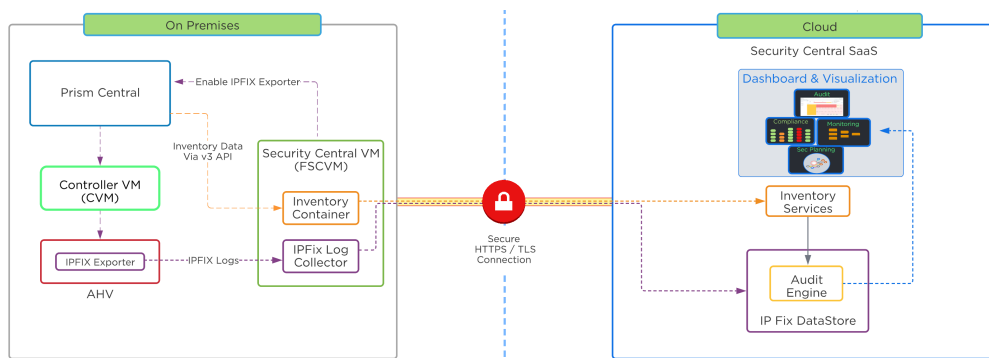 On Premises
Cloud
Security Central SaaS
Prism Central
Enable IPFIX Exporter
Dashboard & Visualization
Audit
Compliance
Monitoring
Sec Planning
Inventory Data
Via v3 API
Security Central VM
(FSCVM)
Controller VM
(CVM)
Inventory
Container
Inventory
Services
Secure
HTTPS / TLS
Connection
IPFIX Exporter
IPFIX Logs
IPFix Log
Collector
AHV
Audit
Engine
IP Fix DataStore